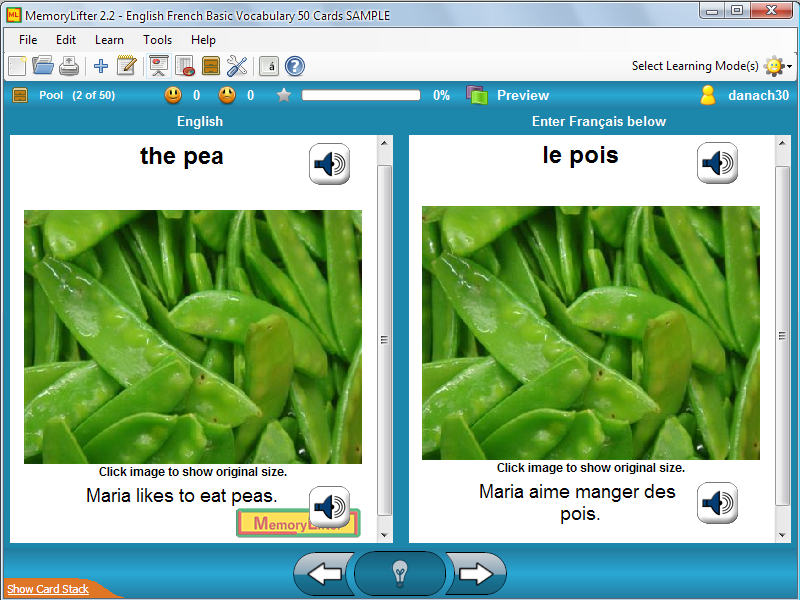 MemoryLifter 2.2 - English French Basic Vocabulary 50 Cards SAMPLE
File Edit Learn Tools Help
á
?
Select Learning Mode(s)
Pool (2 of 50) 0 0 0% Preview danach30
English
Enter Français below
the pea
Click image to show original size.
Maria likes to eat peas.
le pois
Click image to show original size.
Maria aime manger des
pois.
Show Card Stack